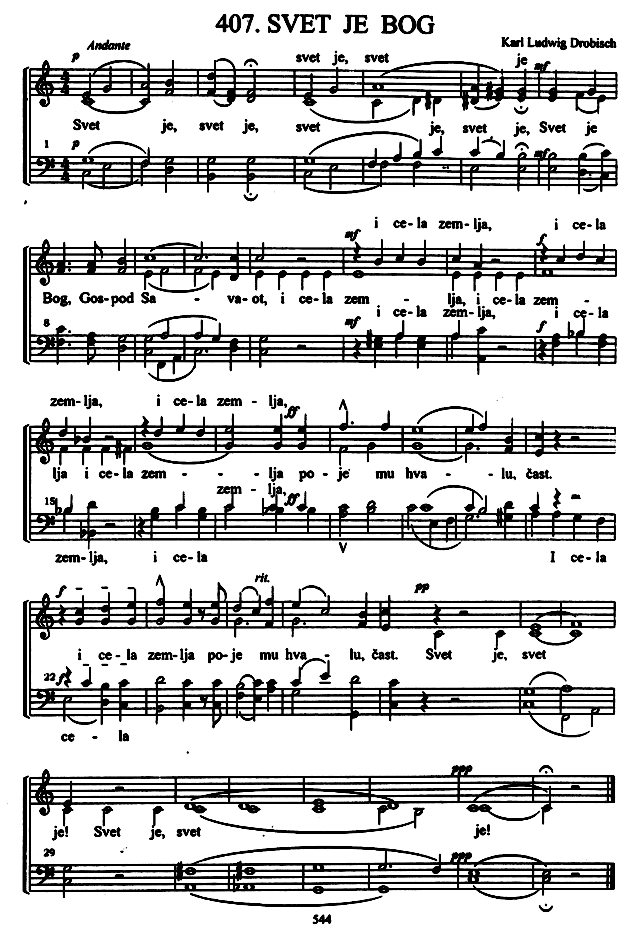 407. SVET JE BOG
Karl Ludwig Drobisch
Andante
p
svet je, svet je
mf
Svet je, svet je, svet je, svet je, Svet je
1
p
mf
i ce-la zem-lja, i ce-la
mf
f
Bog, Gos-pod Sa - va-ot, i ce-la zem - lja, i ce-la zem -
i ce-la zem-lja, i ce-la
8
mf
f
zem-lja, i ce-la zem-lja,
ff
lja i ce-la zem - - - lja po-je mu hva - - lu, čast.
zem - lja,
15
ff
zem-lja, i ce-la I ce-la
f
rit.
pp
i ce-la zem-lja po-je mu hva - lu, čast. Svet je, svet
22
f
ce - la
ppp
je! Svet je, svet je!
29
ppp
544